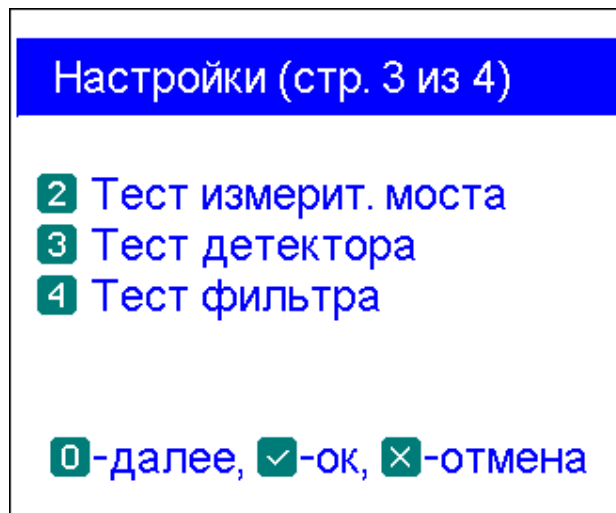 Настройки (стр. 3 из 4)
2 Тест измерит. моста
3 Тест детектора
4 Тест фильтра
0-далее, ✓-ок, ✕-отмена